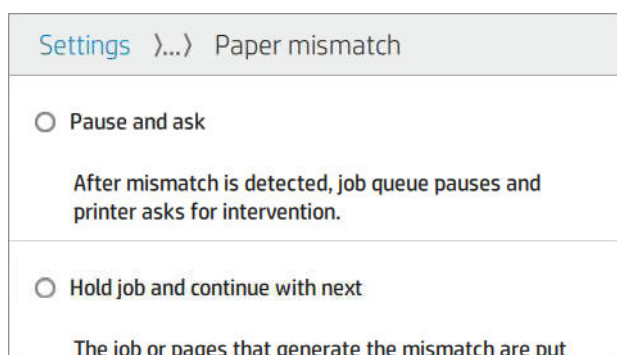 Settings 〉...〉 Paper mismatch
Pause and ask
After mismatch is detected, job queue pauses and
printer asks for intervention.
Hold job and continue with next
The job or pages that generate the mismatch are put